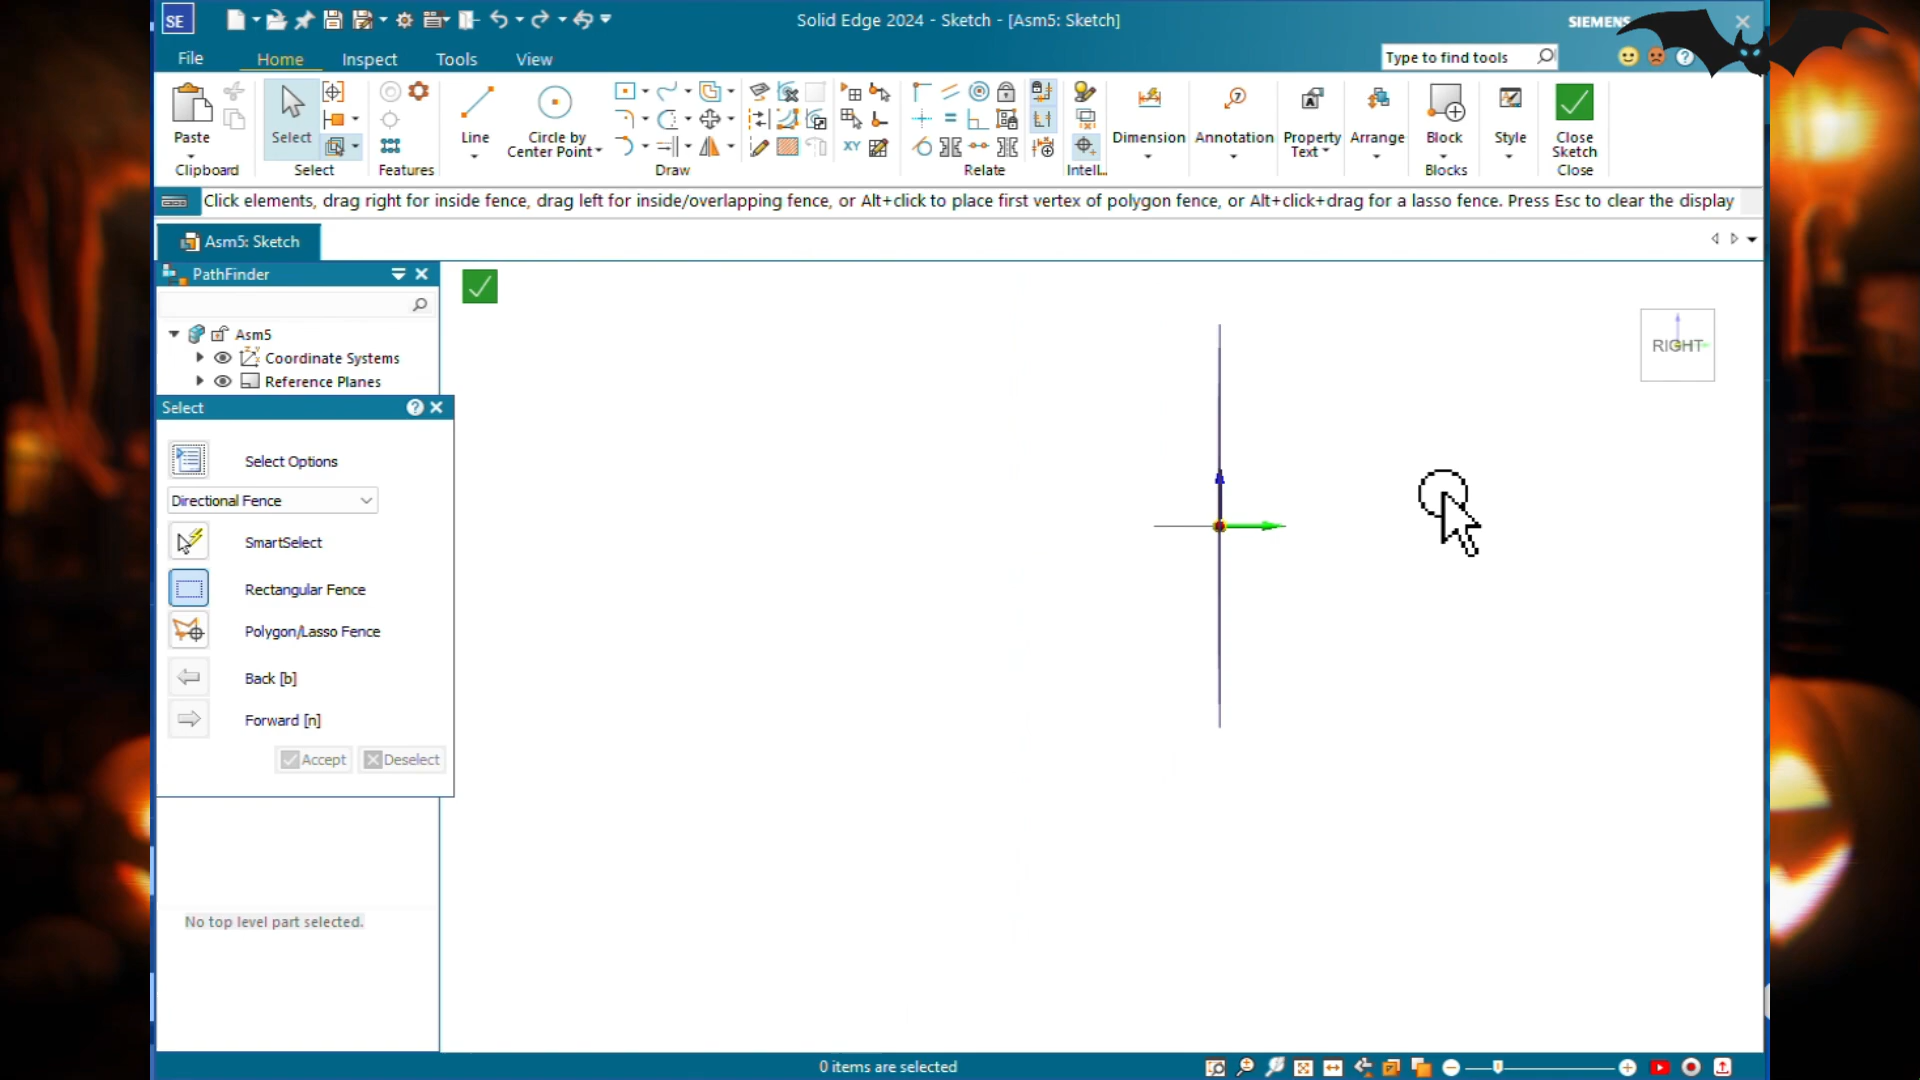 SE
Solid Edge 2024 - Sketch - [Asm5: Sketch]
SIEMENS
File
Home
Inspect
Tools
View
Type to find tools
Paste
Select
Line
Circle by
Center Point
XY
Dimension
Annotation
Property
Text
Arrange
Block
Style
Close
Sketch
Clipboard
Select
Features
Draw
Relate
Intell...
Blocks
Close
Click elements, drag right for inside fence, drag left for inside/overlapping fence, or Alt+click to place first vertex of polygon fence, or Alt+click+drag for a lasso fence. Press Esc to clear the display
Asm5: Sketch
PathFinder
Asm5
Coordinate Systems
Reference Planes
Select
Select Options
Directional Fence
SmartSelect
Rectangular Fence
Polygon/Lasso Fence
Back [b]
Forward [n]
Accept
Deselect
No top level part selected.
RIGHT
0 items are selected